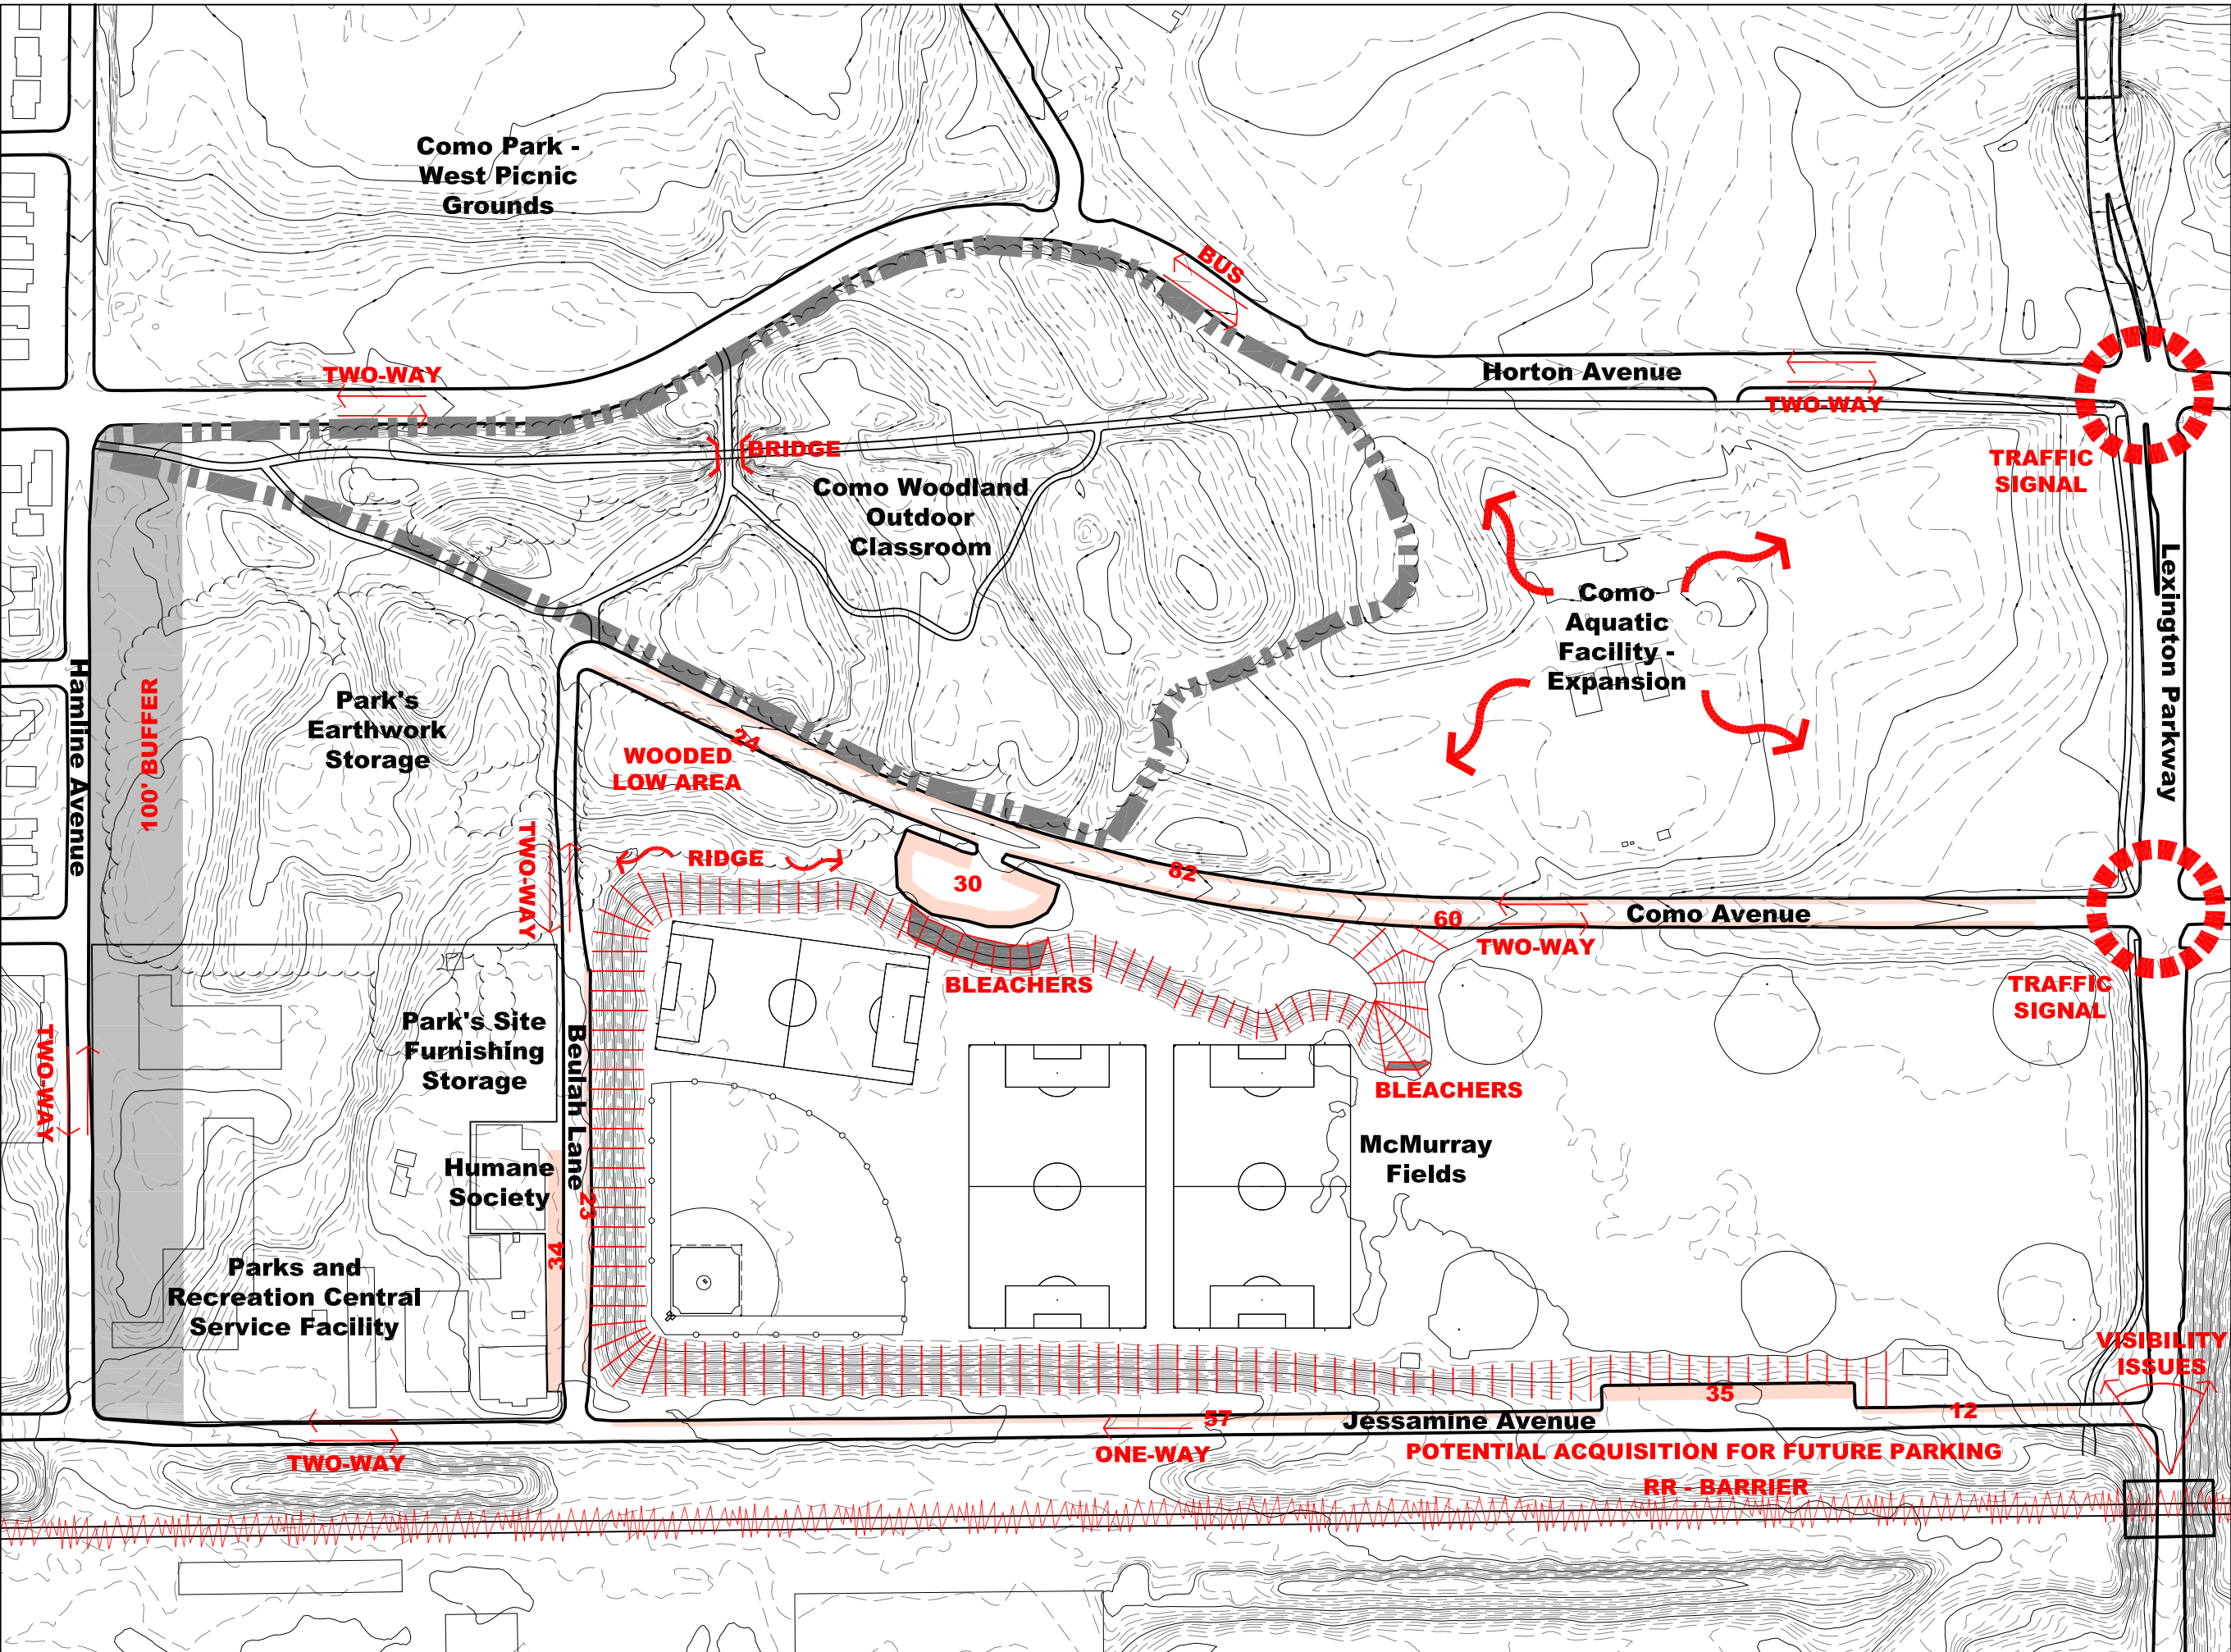 Como Park -
West Picnic
Grounds
BUS
TWO-WAY
Horton Avenue
TWO-WAY
BRIDGE
TRAFFIC
SIGNAL
Como Woodland
Outdoor
Classroom
Lexington Parkway
Como
Aquatic
Facility -
Expansion
Hamline Avenue
100' BUFFER
Park's
Earthwork
Storage
24
WOODED
LOW AREA
TWO-WAY
RIDGE
30
82
60
Como Avenue
TWO-WAY
BLEACHERS
TRAFFIC
SIGNAL
TWO-WAY
Park's Site
Furnishing
Storage
Beulah Lane
BLEACHERS
McMurray
Fields
Humane
Society
23
34
Parks and
Recreation Central
Service Facility
VISIBILITY
ISSUES
35
12
57
Jessamine Avenue
TWO-WAY
ONE-WAY
POTENTIAL ACQUISITION FOR FUTURE PARKING
RR - BARRIER